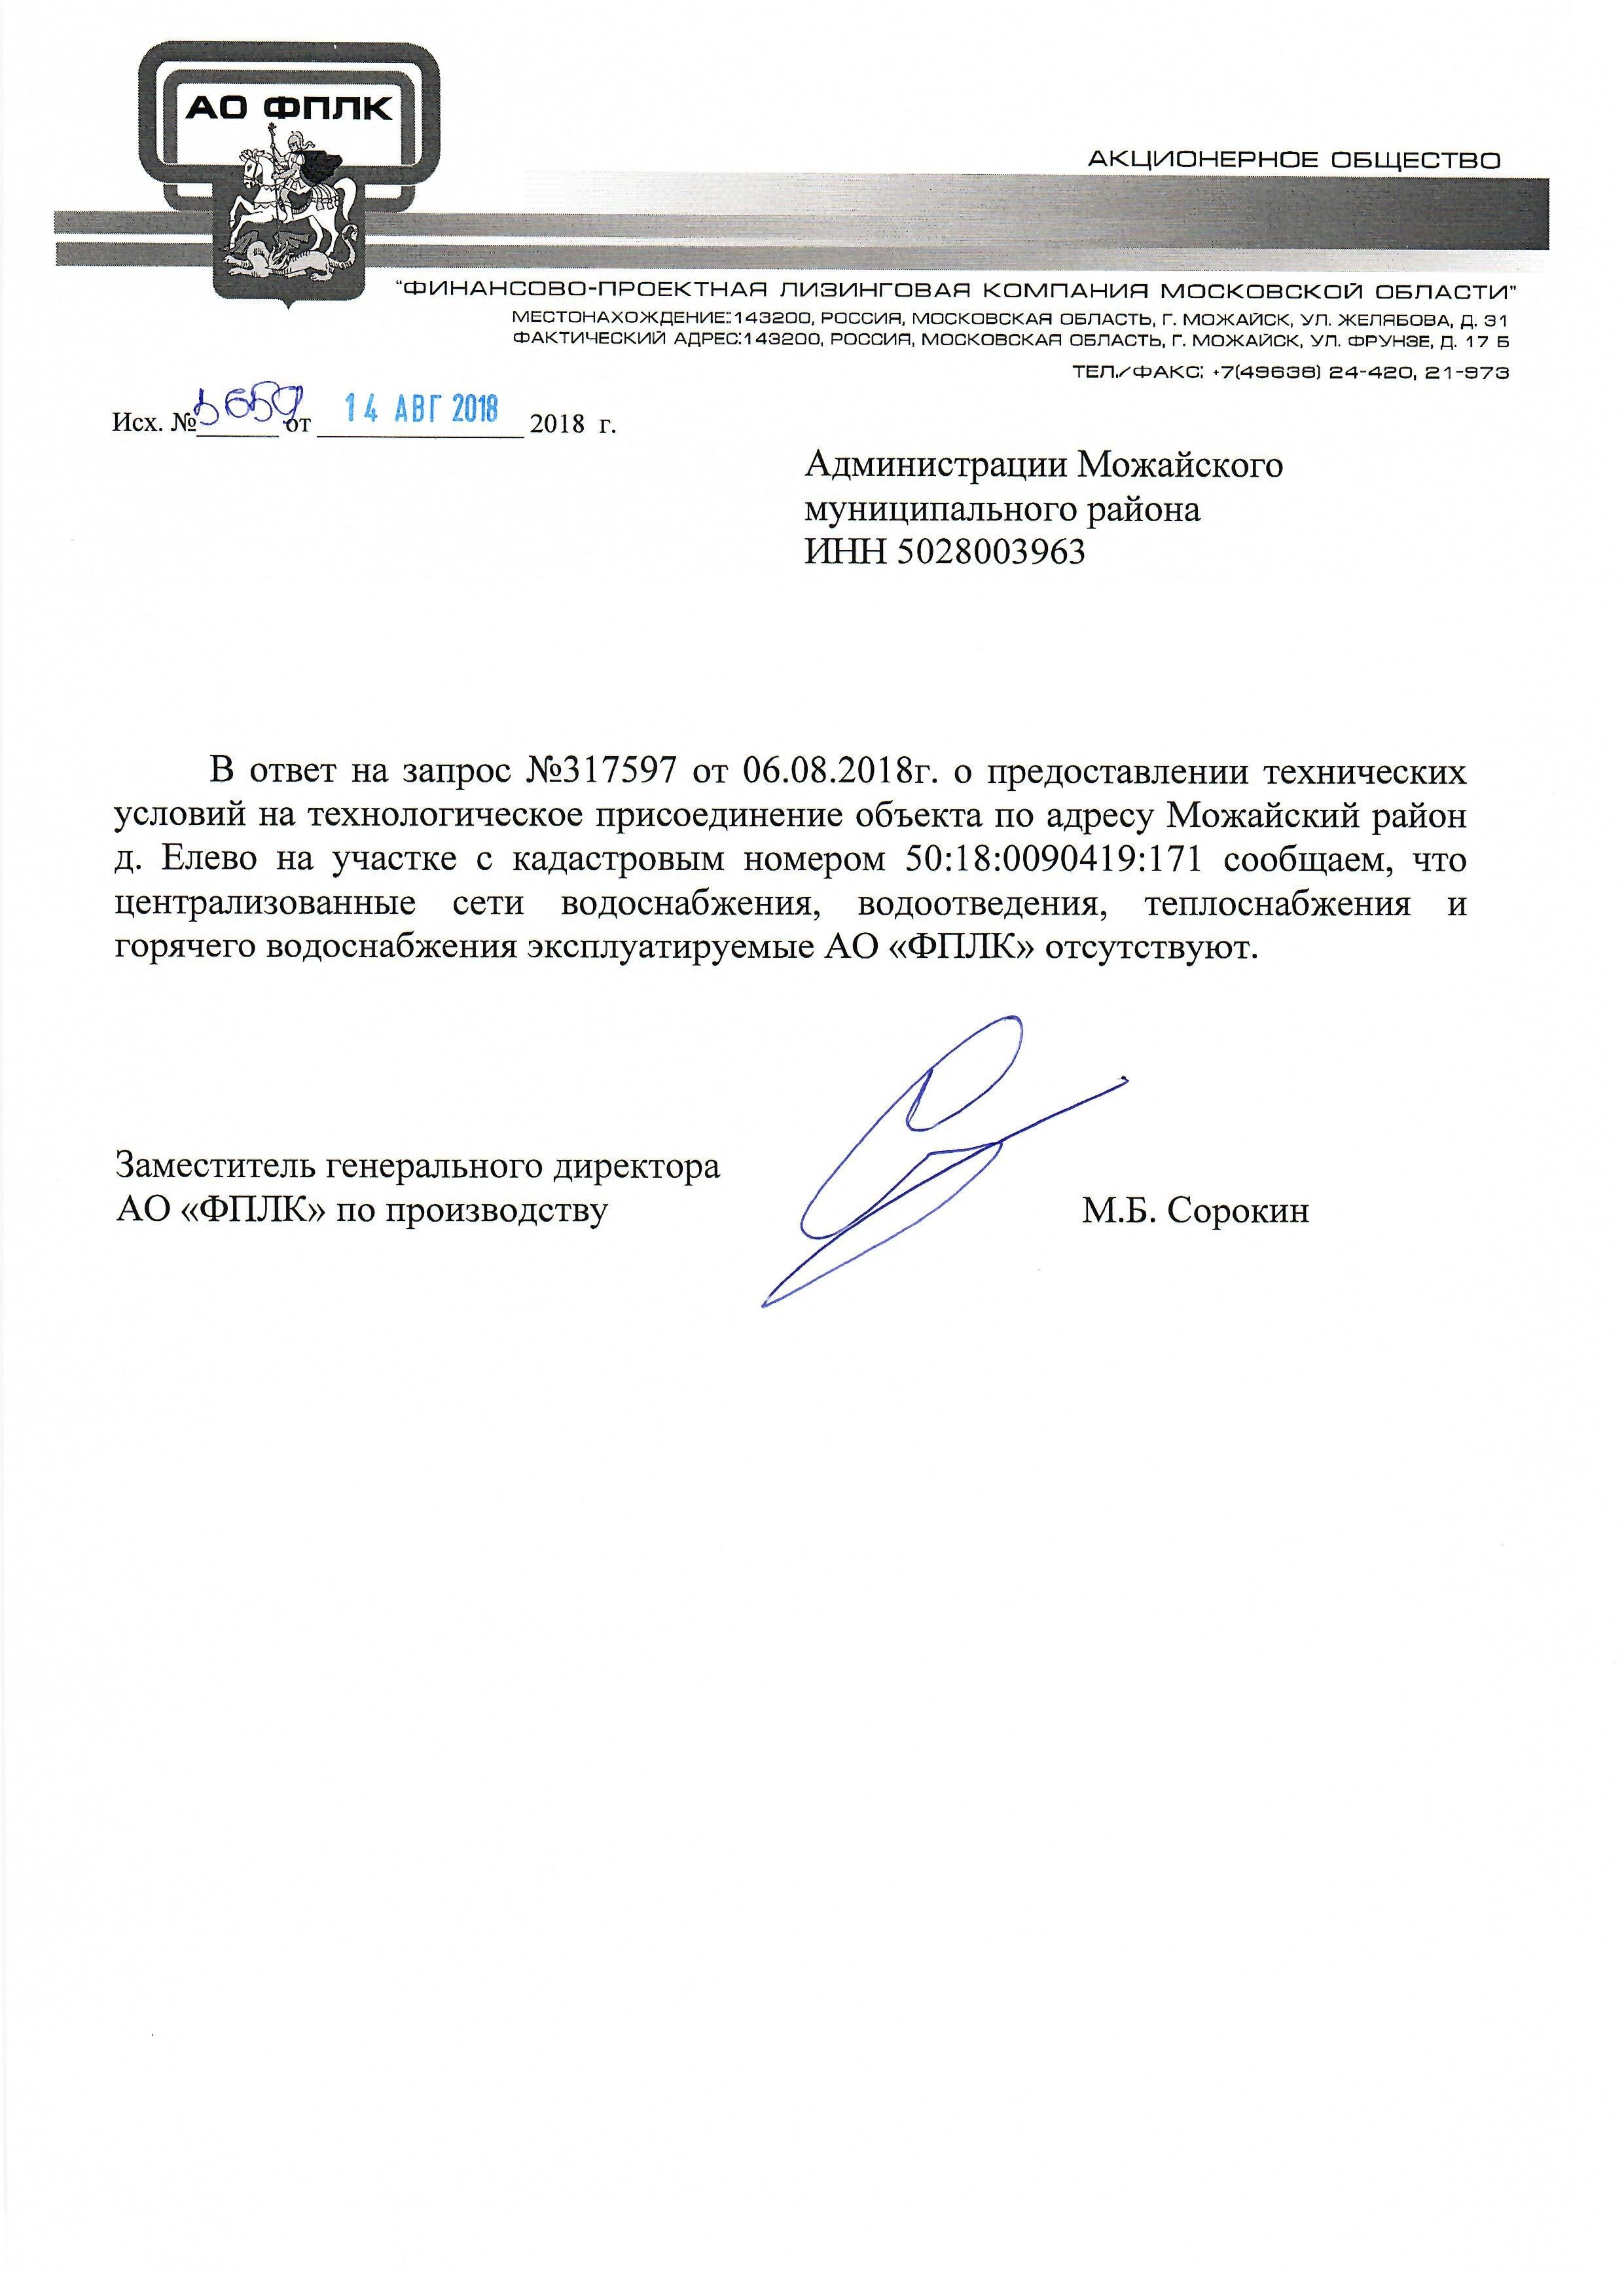 АО ФПЛК
АКЦИОНЕРНОЕ ОБЩЕСТВО
"ФИНАНСОВО-ПРОЕКТНАЯ ЛИЗИНГОВАЯ КОМПАНИЯ МОСКОВСКОЙ ОБЛАСТИ"
МЕСТОНАХОЖДЕНИЕ:143200, РОССИЯ, МОСКОВСКАЯ ОБЛАСТЬ, Г. МОЖАЙСК, УЛ. ЖЕЛЯБОВА, Д. 31
ФАКТИЧЕСКИЙ АДРЕС:143200, РОССИЯ, МОСКОВСКАЯ ОБЛАСТЬ, Г. МОЖАЙСК, УЛ. ФРУНЗЕ, Д. 17 Б
ТЕЛ./ФАКС: +7(49638) 24-420, 21-973
Исх. № от 14 АВГ 2018 2018 г.
Администрации Можайского
муниципального района
ИНН 5028003963
В ответ на запрос №317597 от 06.08.2018г. о предоставлении технических
условий на технологическое присоединение объекта по адресу Можайский район
д. Елево на участке с кадастровым номером 50:18:0090419:171 сообщаем, что
централизованные сети водоснабжения, водоотведения, теплоснабжения и
горячего водоснабжения эксплуатируемые АО «ФПЛК» отсутствуют.
Заместитель генерального директора
АО «ФПЛК» по производству М.Б. Сорокин